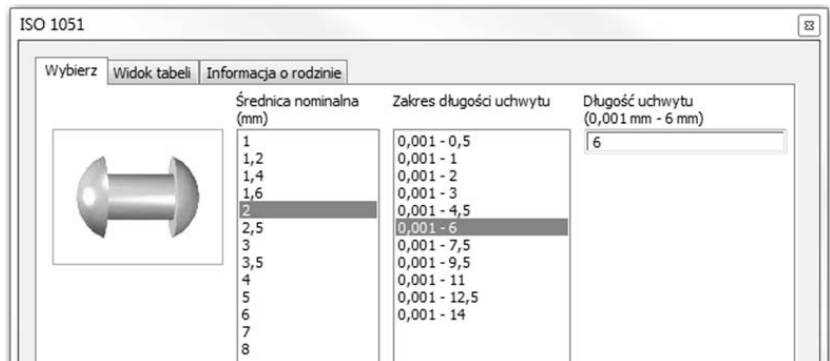 ISO 1051
Wybierz
Widok tabeli
Informacja o rodzinie
Średnica nominalna
(mm)
1
1,2
1,4
1,6
2
2,5
3
3,5
4
5
6
7
8
Zakres długości uchwytu
0,001 - 0,5
0,001 - 1
0,001 - 2
0,001 - 3
0,001 - 4,5
0,001 - 6
0,001 - 7,5
0,001 - 9,5
0,001 - 11
0,001 - 12,5
0,001 - 14
Długość uchwytu
(0,001 mm - 6 mm)
6